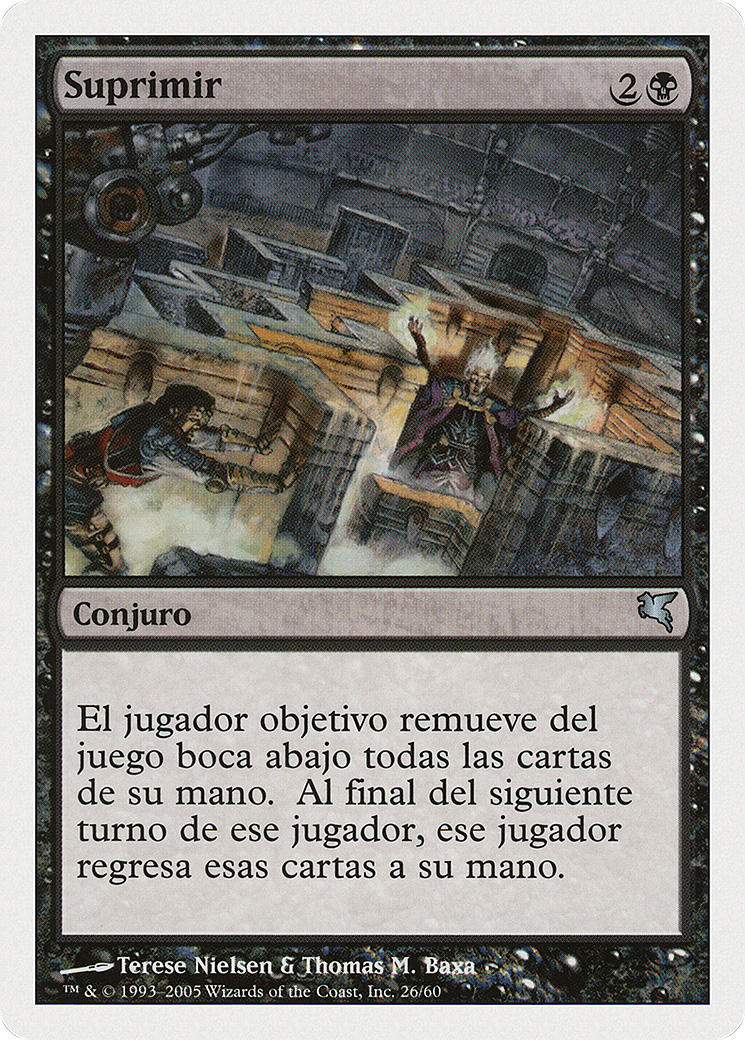 Suprimir 2
Conjuro
El jugador objetivo remueve del
juego boca abajo todas las cartas
de su mano. Al final del siguiente
turno de ese jugador, ese jugador
regresa esas cartas a su mano.
Terese Nielsen & Thomas M. Baxa
™ & © 1993–2005 Wizards of the Coast, Inc. 26/60